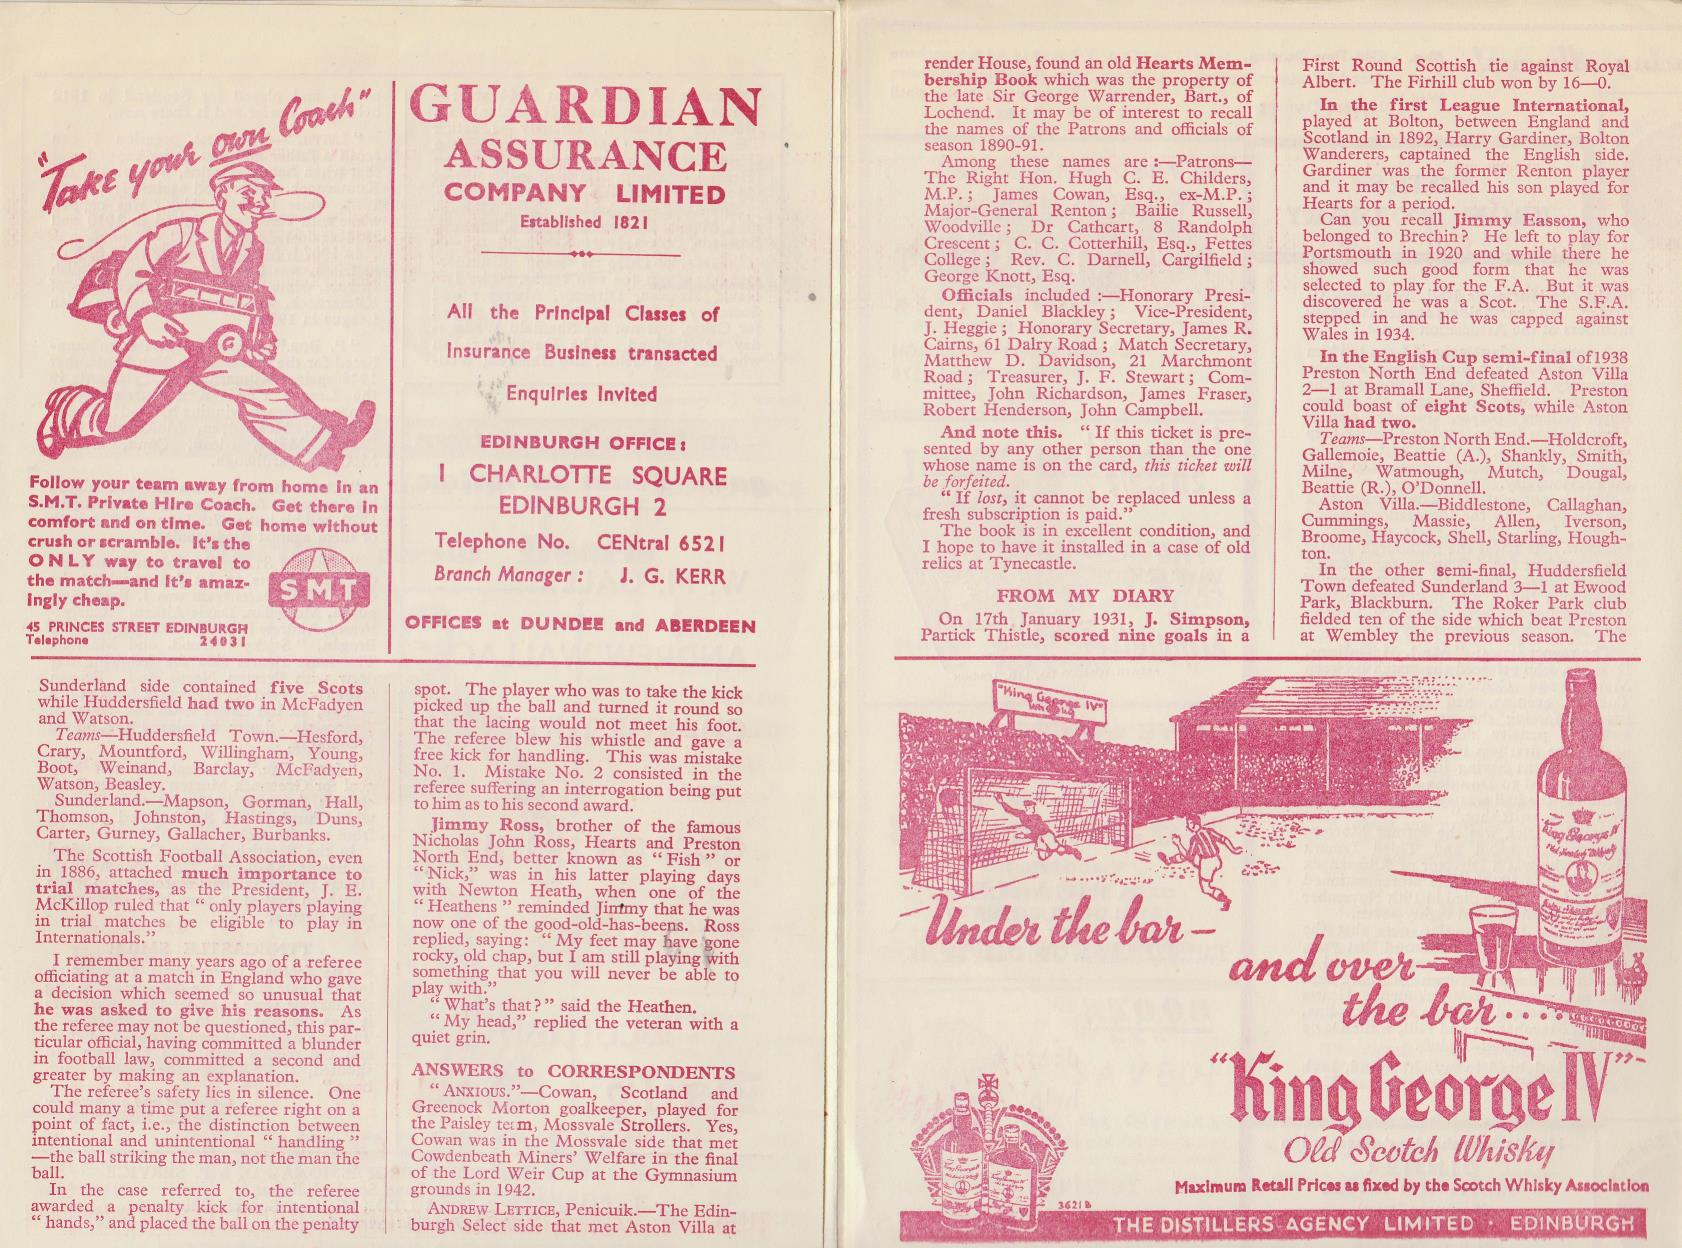 "Take your own Coach"
Follow your team away from home in an
S.M.T. Private Hire Coach. Get there in
comfort and on time. Get home without
crush or scramble. It's the
ONLY way to travel to
the match—and it's amaz-
ingly cheap.
SMT
45 PRINCES STREET EDINBURGH
Telephone 24031
GUARDIAN
ASSURANCE
COMPANY LIMITED
Established 1821
All the Principal Classes of
Insurance Business transacted
Enquiries Invited
EDINBURGH OFFICE:
1 CHARLOTTE SQUARE
EDINBURGH 2
Telephone No. CENtral 6521
Branch Manager: J. G. KERR
OFFICES at DUNDEE and ABERDEEN
Sunderland side contained five Scots
while Huddersfield had two in McFadyen
and Watson.
Teams—Huddersfield Town.—Hesford,
Crary, Mountford, Willingham, Young,
Boot, Weinand, Barclay, McFadyen,
Watson, Beasley.
Sunderland.—Mapson, Gorman, Hall,
Thomson, Johnston, Hastings, Duns,
Carter, Gurney, Gallacher, Burbanks.
The Scottish Football Association, even
in 1886, attached much importance to
trial matches, as the President, J. E.
McKillop ruled that " only players playing
in trial matches be eligible to play in
Internationals."
I remember many years ago of a referee
officiating at a match in England who gave
a decision which seemed so unusual that
he was asked to give his reasons. As
the referee may not be questioned, this par-
ticular official, having committed a blunder
in football law, committed a second and
greater by making an explanation.
The referee's safety lies in silence. One
could many a time put a referee right on a
point of fact, i.e., the distinction between
intentional and unintentional " handling "
—the ball striking the man, not the man the
ball.
In the case referred to, the referee
awarded a penalty kick for intentional
" hands," and placed the ball on the penalty
spot. The player who was to take the kick
picked up the ball and turned it round so
that the lacing would not meet his foot.
The referee blew his whistle and gave a
free kick for handling. This was mistake
No. 1. Mistake No. 2 consisted in the
referee suffering an interrogation being put
to him as to his second award.
Jimmy Ross, brother of the famous
Nicholas John Ross, Hearts and Preston
North End, better known as " Fish " or
" Nick," was in his latter playing days
with Newton Heath, when one of the
" Heathens " reminded Jimmy that he was
now one of the good-old-has-beens. Ross
replied, saying: " My feet may have gone
rocky, old chap, but I am still playing with
something that you will never be able to
play with."
" What's that? " said the Heathen.
" My head," replied the veteran with a
quiet grin.
ANSWERS to CORRESPONDENTS
" ANXIOUS."—Cowan, Scotland and
Greenock Morton goalkeeper, played for
the Paisley team, Mossvale Strollers. Yes,
Cowan was in the Mossvale side that met
Cowdenbeath Miners' Welfare in the final
of the Lord Weir Cup at the Gymnasium
grounds in 1942.
ANDREW LETTICE, Penicuik.—The Edin-
burgh Select side that met Aston Villa at
render House, found an old Hearts Mem-
bership Book which was the property of
the late Sir George Warrender, Bart., of
Lochend. It may be of interest to recall
the names of the Patrons and officials of
season 1890-91.
Among these names are :—Patrons—
The Right Hon. Hugh C. E. Childers,
M.P. ; James Cowan, Esq., ex-M.P. ;
Major-General Renton ; Bailie Russell,
Woodville ; Dr Cathcart, 8 Randolph
Crescent ; C. C. Cotterhill, Esq., Fettes
College ; Rev. C. Darnell, Cargilfield ;
George Knott, Esq.
Officials included :—Honorary Presi-
dent, Daniel Blackley ; Vice-President,
J. Heggie ; Honorary Secretary, James R.
Cairns, 61 Dalry Road ; Match Secretary,
Matthew D. Davidson, 21 Marchmont
Road ; Treasurer, J. F. Stewart ; Com-
mittee, John Richardson, James Fraser,
Robert Henderson, John Campbell.
And note this. " If this ticket is pre-
sented by any other person than the one
whose name is on the card, this ticket will
be forfeited.
" If lost, it cannot be replaced unless a
fresh subscription is paid."
The book is in excellent condition, and
I hope to have it installed in a case of old
relics at Tynecastle.
FROM MY DIARY
On 17th January 1931, J. Simpson,
Partick Thistle, scored nine goals in a
First Round Scottish tie against Royal
Albert. The Firhill club won by 16—0.
In the first League International,
played at Bolton, between England and
Scotland in 1892, Harry Gardiner, Bolton
Wanderers, captained the English side.
Gardiner was the former Renton player
and it may be recalled his son played for
Hearts for a period.
Can you recall Jimmy Easson, who
belonged to Brechin? He left to play for
Portsmouth in 1920 and while there he
showed such good form that he was
selected to play for the F.A. But it was
discovered he was a Scot. The S.F.A.
stepped in and he was capped against
Wales in 1934.
In the English Cup semi-final of 1938
Preston North End defeated Aston Villa
2—1 at Bramall Lane, Sheffield. Preston
could boast of eight Scots, while Aston
Villa had two.
Teams—Preston North End.—Holdcroft,
Gallemoie, Beattie (A.), Shankly, Smith,
Milne, Watmough, Mutch, Dougal,
Beattie (R.), O'Donnell.
Aston Villa.—Biddlestone, Callaghan,
Cummings, Massie, Allen, Iverson,
Broome, Haycock, Shell, Starling, Hough-
ton.
In the other semi-final, Huddersfield
Town defeated Sunderland 3—1 at Ewood
Park, Blackburn. The Roker Park club
fielded ten of the side which beat Preston
at Wembley the previous season. The
"King George IV"
Whisky
King George IV
Old Scotch Whisky
Under the bar —
and over
the bar....
"King George IV"
Old Scotch Whisky
Maximum Retail Prices as fixed by the Scotch Whisky Association
3621B
THE DISTILLERS AGENCY LIMITED · EDINBURGH